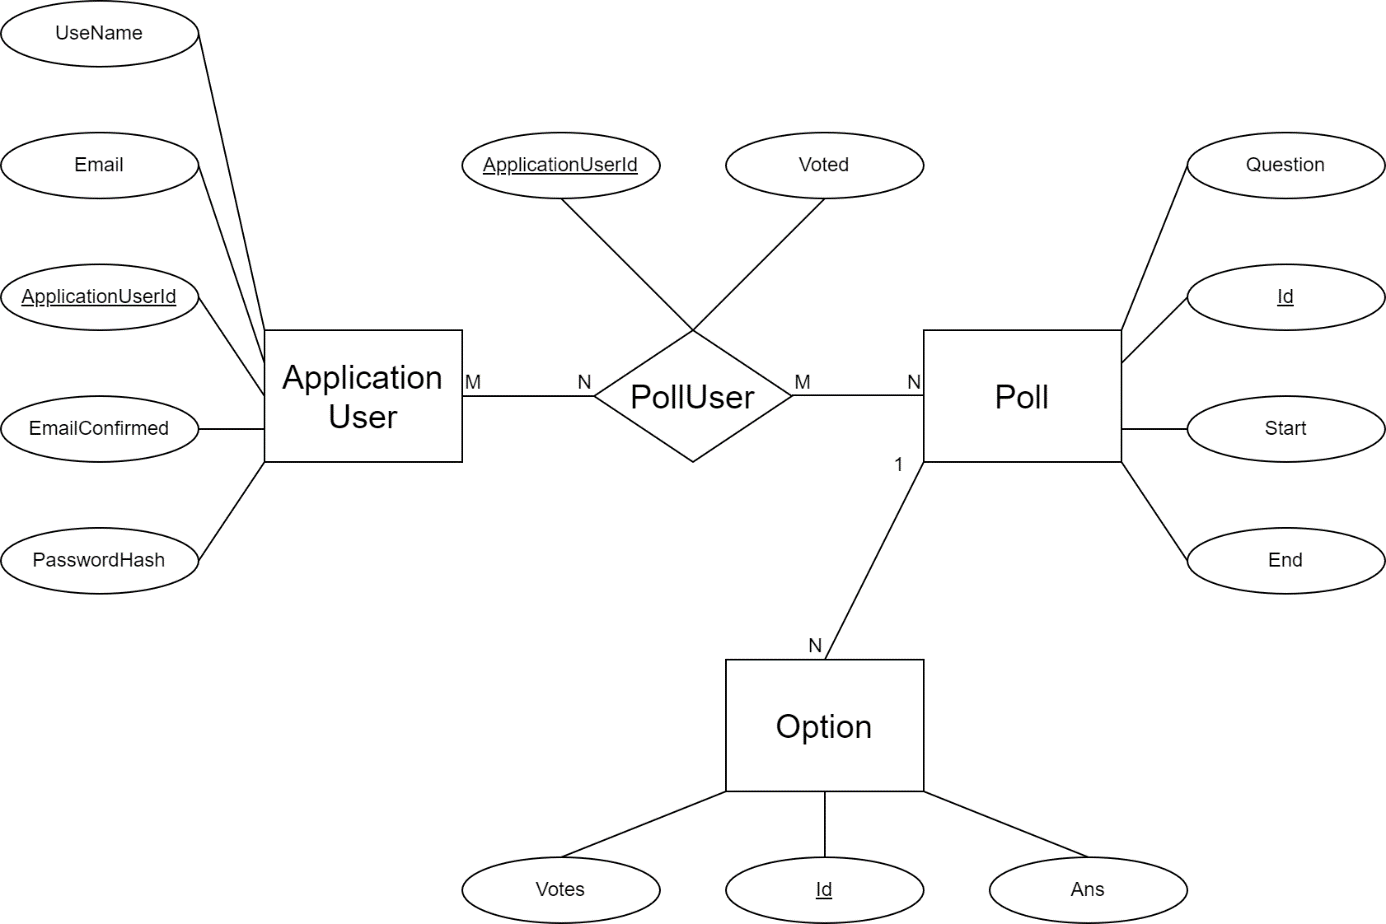 UseName
Email
ApplicationUserId
EmailConfirmed
PasswordHash
Application
User
M
N
ApplicationUserId
Voted
PollUser
M
N
Poll
Question
Id
Start
End
1
N
Option
Votes
Id
Ans